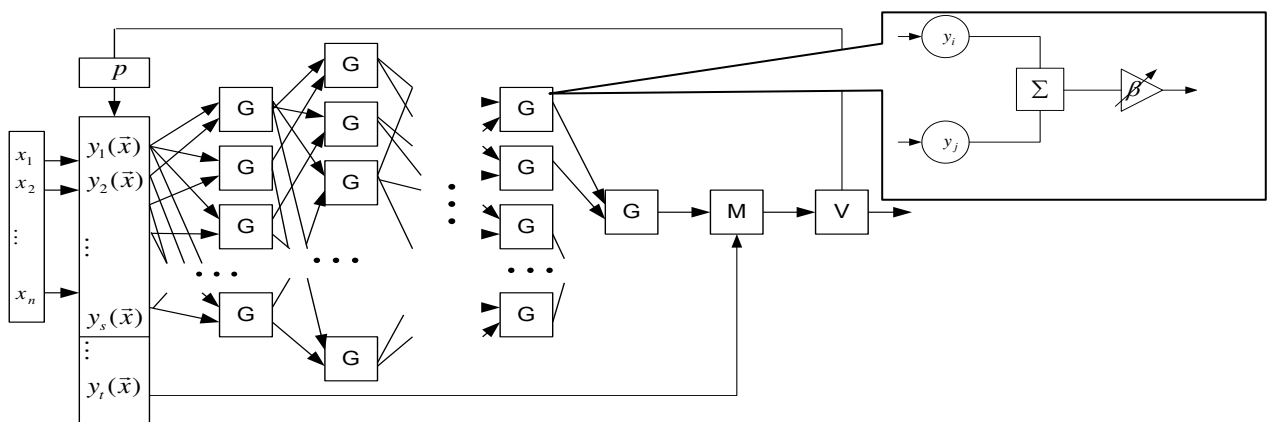 p
x₁
x₂
⋮
xₙ
y₁(x⃗)
y₂(x⃗)
⋮
yₛ(x⃗)
⋮
yₜ(x⃗)
G
G
G
...
G
G
G
G
...
G
⋮
G
G
G
...
G
G
M
V
yᵢ
yⱼ
Σ
β